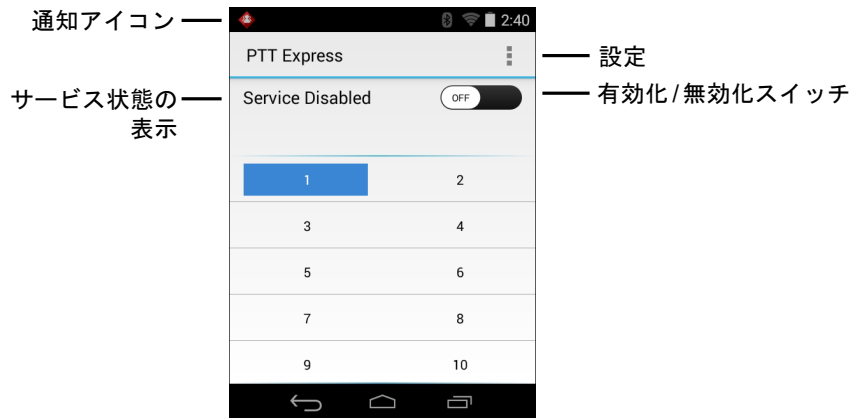 通知アイコン
2:40
PTT Express
設定
サービス状態の
表示
Service Disabled
OFF
有効化/無効化スイッチ
1 2
3 4
5 6
7 8
9 10